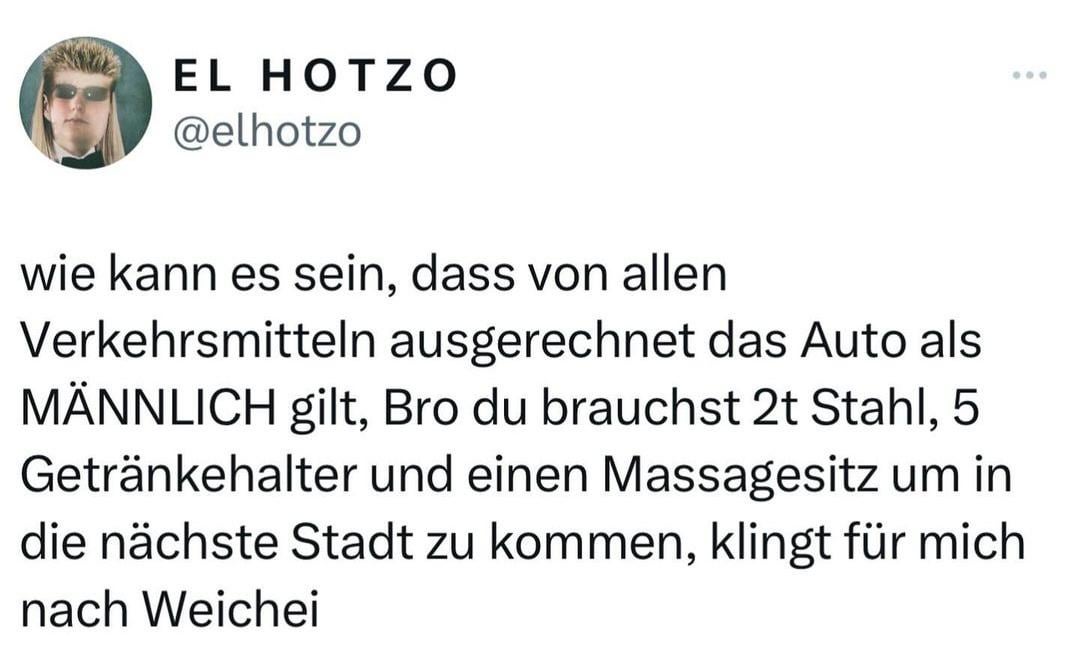 EL HOTZO
@elhotzo
wie kann es sein, dass von allen
Verkehrsmitteln ausgerechnet das Auto als
MÄNNLICH gilt, Bro du brauchst 2t Stahl, 5
Getränkehalter und einen Massagesitz um in
die nächste Stadt zu kommen, klingt für mich
nach Weichei